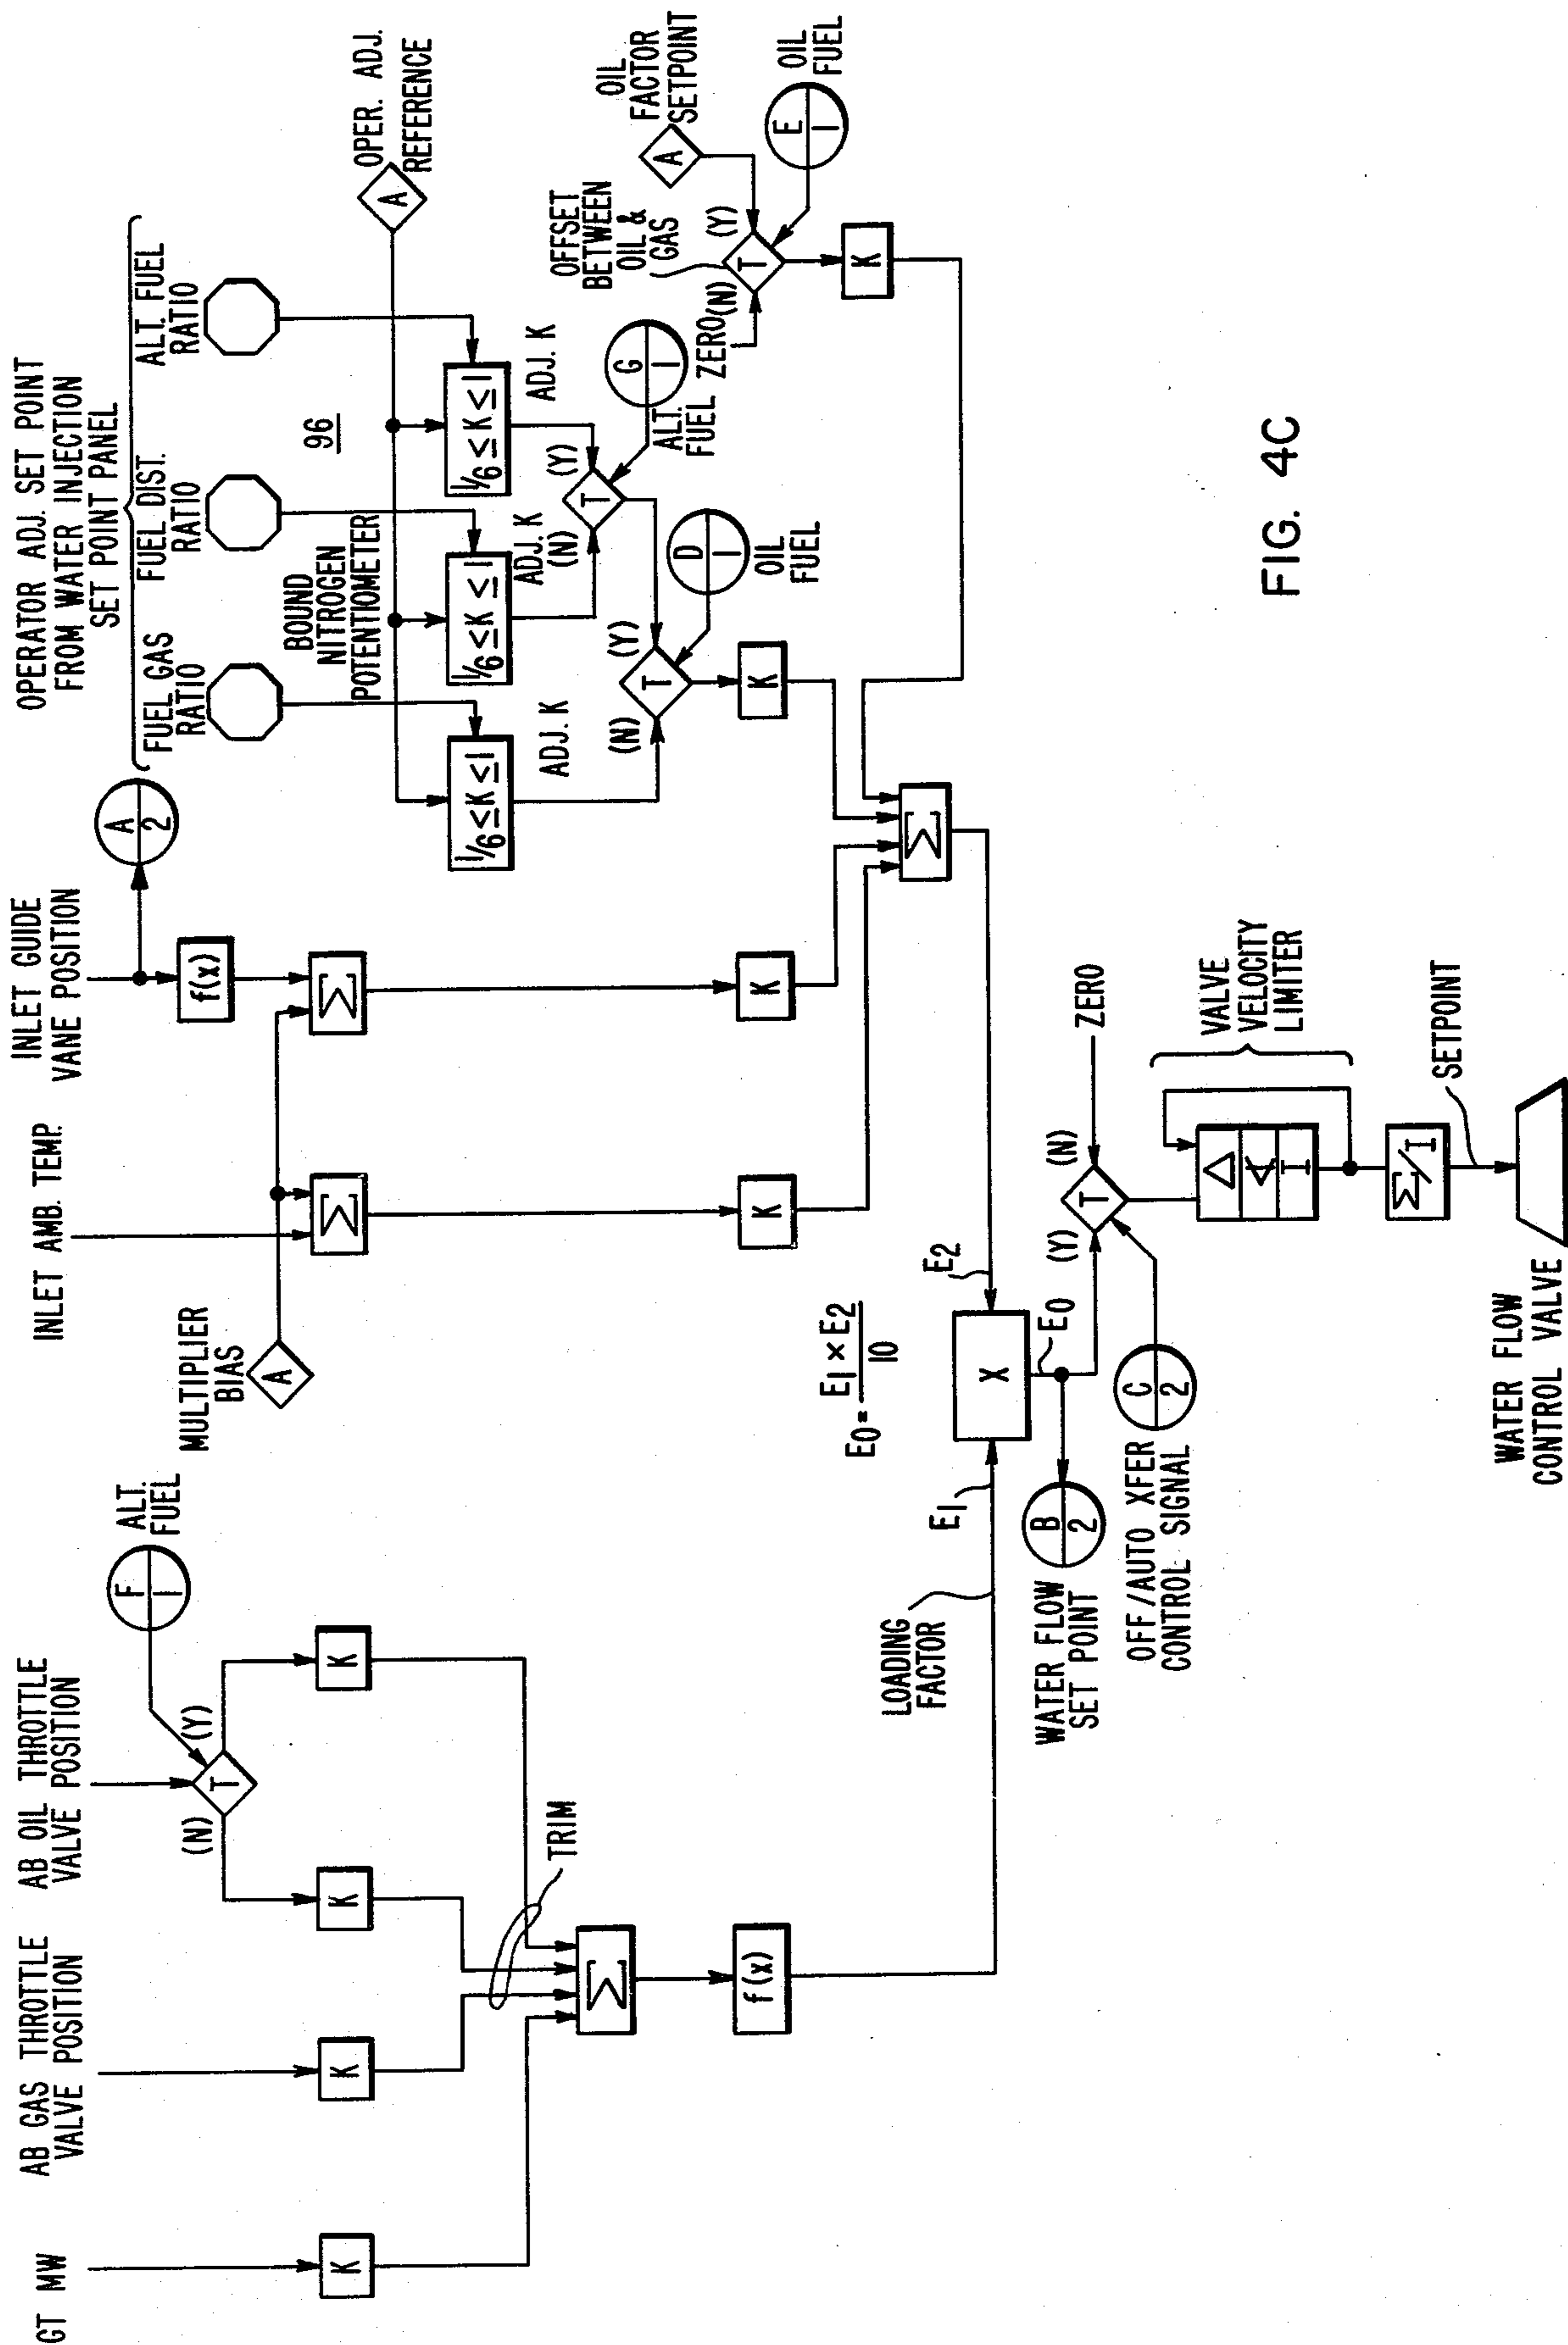 GT MW
AB GAS THROTTLE
VALVE POSITION
AB OIL THROTTLE
VALVE POSITION
F
1
ALT.
FUEL
T
(N)
(Y)
K
K
K
K
TRIM
Σ
f(x)
LOADING
FACTOR
MULTIPLIER
BIAS
A
INLET AMB. TEMP.
INLET GUIDE
VANE POSITION
A
2
f(x)
Σ
Σ
K
K
OPERATOR ADJ. SET POINT
FROM WATER INJECTION
SET POINT PANEL
FUEL GAS
RATIO
FUEL DIST.
RATIO
ALT. FUEL
RATIO
96
A
OPER. ADJ.
REFERENCE
BOUND
NITROGEN
POTENTIOMETER
1/6 ≤ K ≤ 1
1/6 ≤ K ≤ 1
1/6 ≤ K ≤ 1
ADJ. K
ADJ. K
ADJ. K
(N)
(Y)
T
G
1
ALT.
FUEL
(N)
(Y)
T
D
1
OIL
FUEL
K
OFFSET
BETWEEN
OIL &
GAS
OIL
FACTOR
SETPOINT
A
ZERO
(N)
(Y)
T
E
1
OIL
FUEL
K
Σ
E0 = E1 × E2
10
E1
E2
X
E0
B
2
WATER FLOW
SET POINT
C
2
OFF/AUTO XFER
CONTROL SIGNAL
(Y)
(N)
T
ZERO
VALVE
VELOCITY
LIMITER
Δ
∢
I
Σ/I
SETPOINT
WATER FLOW
CONTROL VALVE
FIG. 4C